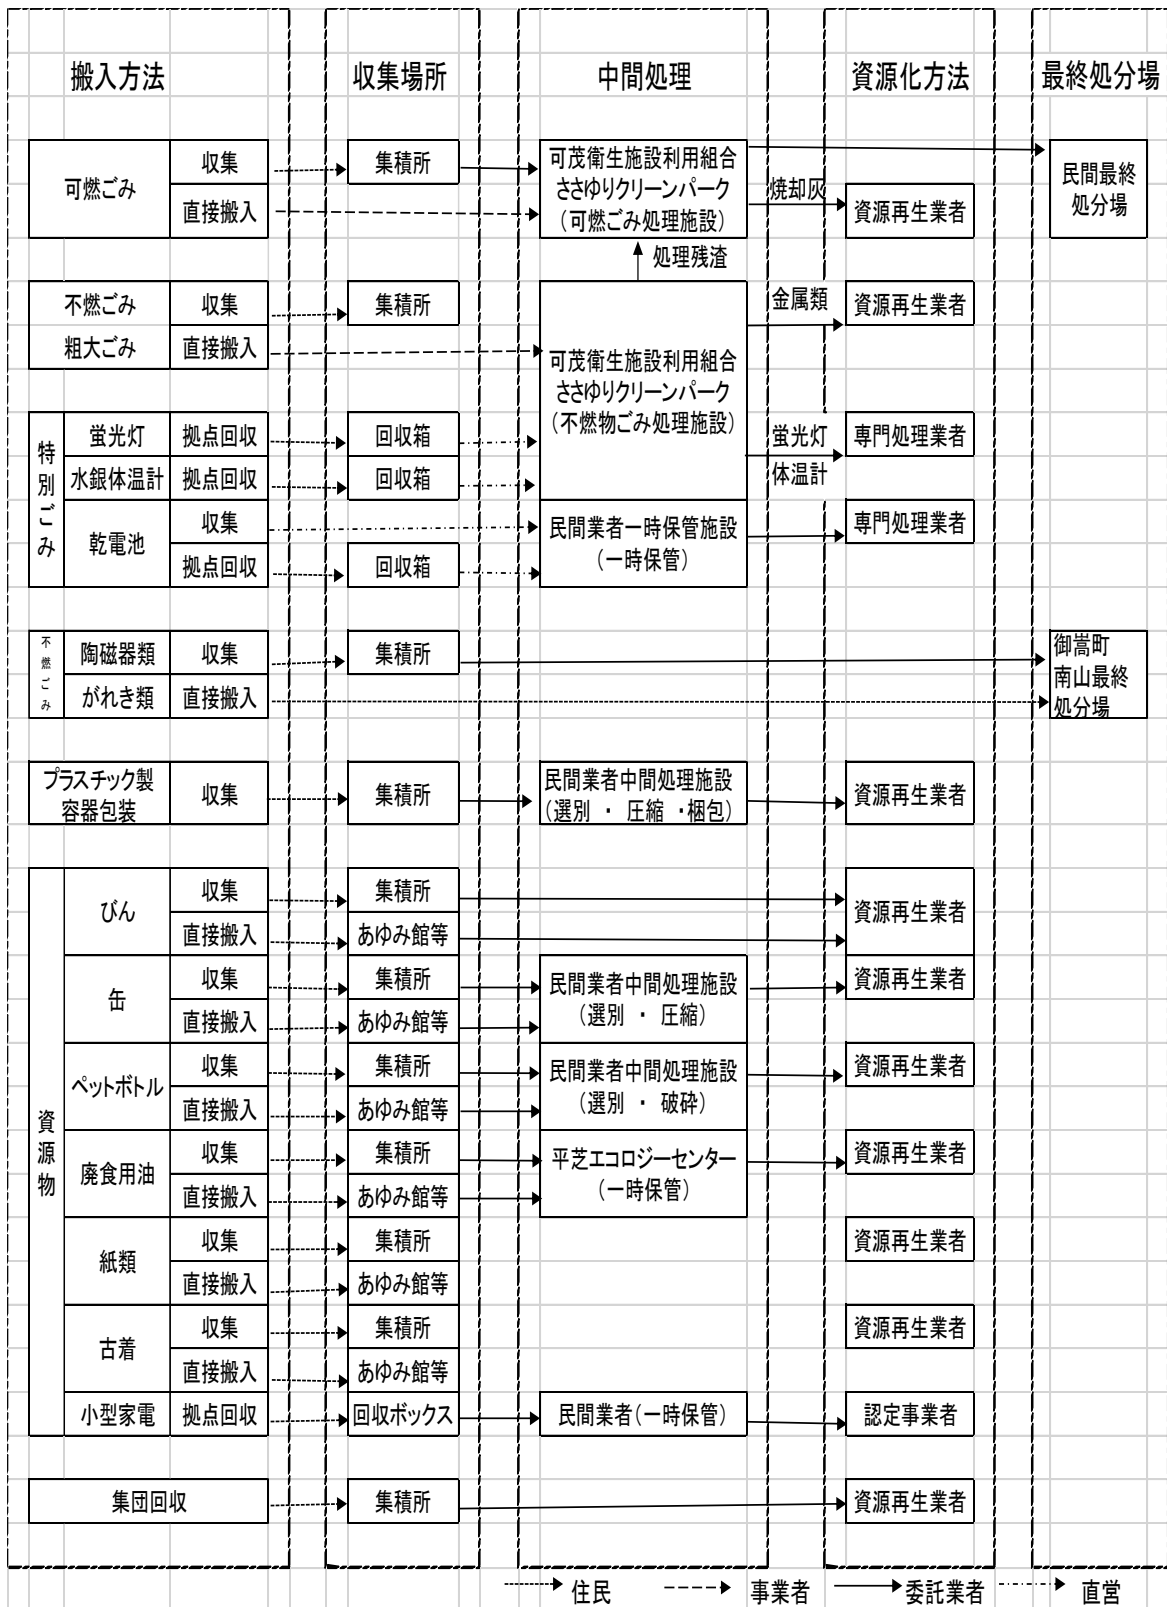 搬入方法
収集場所
中間処理
資源化方法
最終処分場
可燃ごみ
収集
直接搬入
集積所
可茂衛生施設利用組合
ささゆりクリーンパーク
(可燃ごみ処理施設)
焼却灰
資源再生業者
民間最終
処分場
処理残渣
不燃ごみ
粗大ごみ
収集
直接搬入
集積所
可茂衛生施設利用組合
ささゆりクリーンパーク
(不燃物ごみ処理施設)
金属類
資源再生業者
特別ごみ
蛍光灯
拠点回収
回収箱
蛍光灯
体温計
専門処理業者
水銀体温計
拠点回収
回収箱
乾電池
収集
拠点回収
回収箱
民間業者一時保管施設
(一時保管)
専門処理業者
不燃ごみ
陶磁器類
収集
集積所
がれき類
直接搬入
御嵩町
南山最終
処分場
プラスチック製
容器包装
収集
集積所
民間業者中間処理施設
(選別 ・ 圧縮 ・梱包)
資源再生業者
資源物
びん
収集
集積所
直接搬入
あゆみ館等
資源再生業者
缶
収集
集積所
直接搬入
あゆみ館等
民間業者中間処理施設
(選別 ・ 圧縮)
資源再生業者
ペットボトル
収集
集積所
直接搬入
あゆみ館等
民間業者中間処理施設
(選別 ・ 破砕)
資源再生業者
廃食用油
収集
集積所
直接搬入
あゆみ館等
平芝エコロジーセンター
(一時保管)
資源再生業者
紙類
収集
集積所
直接搬入
あゆみ館等
資源再生業者
古着
収集
集積所
直接搬入
あゆみ館等
資源再生業者
小型家電
拠点回収
回収ボックス
民間業者(一時保管)
認定事業者
集団回収
集積所
資源再生業者
住民
事業者
委託業者
直営